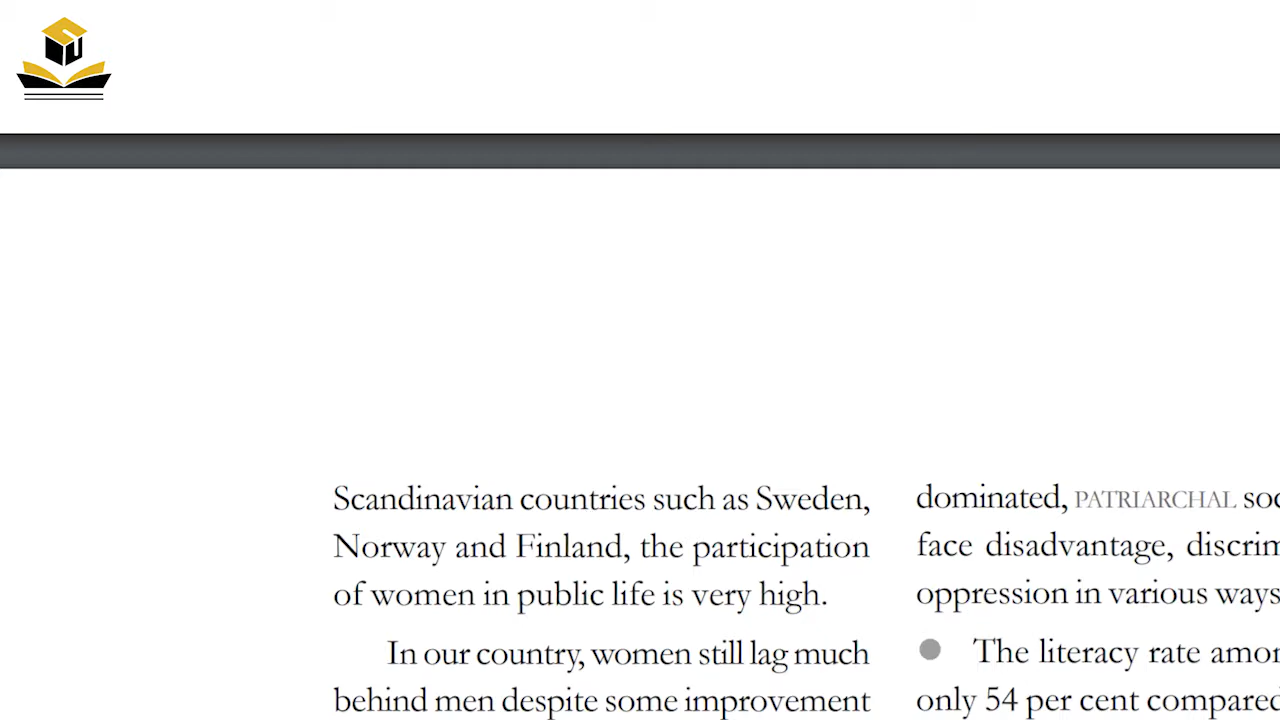 Scandinavian countries such as Sweden,
Norway and Finland, the participation
of women in public life is very high.
In our country, women still lag much
behind men despite some improvement
dominated, PATRIARCHAL
face disadvantage,
oppression in various ways
The literacy rate
only 54 per cent compared